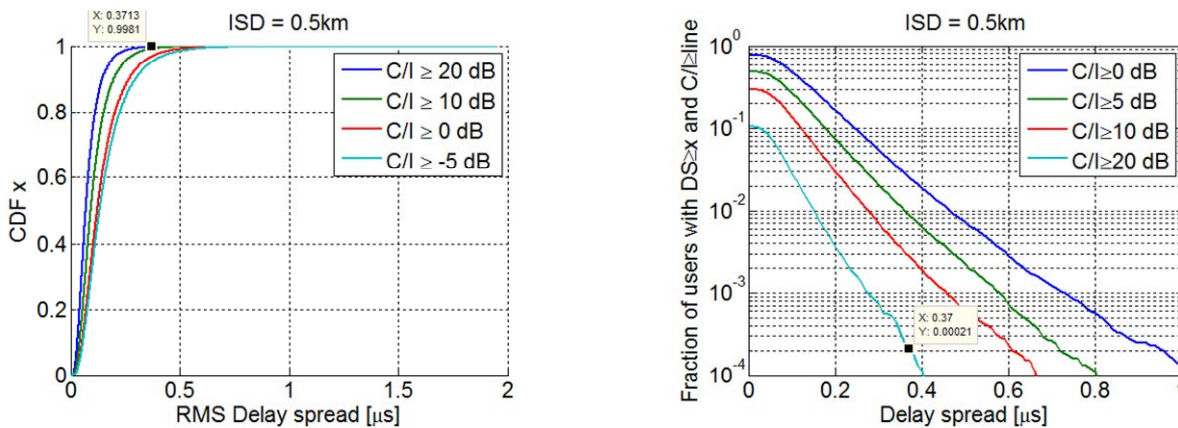 ISD = 0.5km
X: 0.3713
Y: 0.9981
C/I ≥ 20 dB
C/I ≥ 10 dB
C/I ≥ 0 dB
C/I ≥ -5 dB
CDF x
1
0.8
0.6
0.4
0.2
0
0 0.5 1 1.5 2
RMS Delay spread [μs]
ISD = 0.5km
C/I≥0 dB
C/I≥5 dB
C/I≥10 dB
C/I≥20 dB
Fraction of users with DS≥x and C/I≥line
10^0
10^-1
10^-2
10^-3
10^-4
X: 0.37
Y: 0.00021
0 0.2 0.4 0.6 0.8 1
Delay spread [μs]